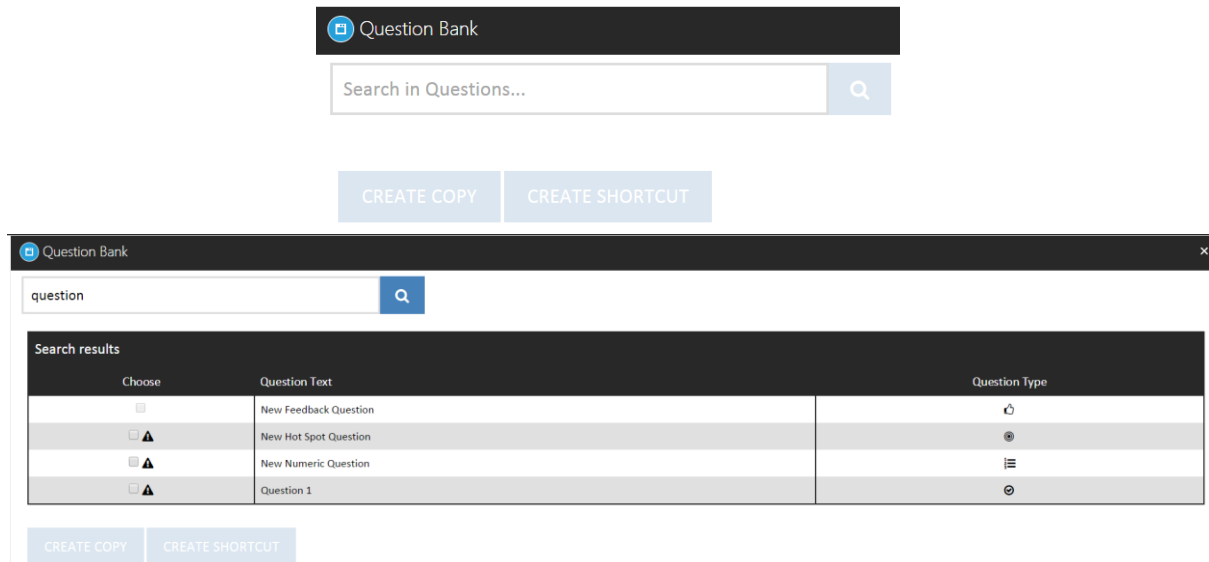 Question Bank
Search in Questions...
CREATE COPY CREATE SHORTCUT
Question Bank ×
question
Search results
Choose Question Text Question Type
New Feedback Question
New Hot Spot Question
New Numeric Question
Question 1
CREATE COPY CREATE SHORTCUT